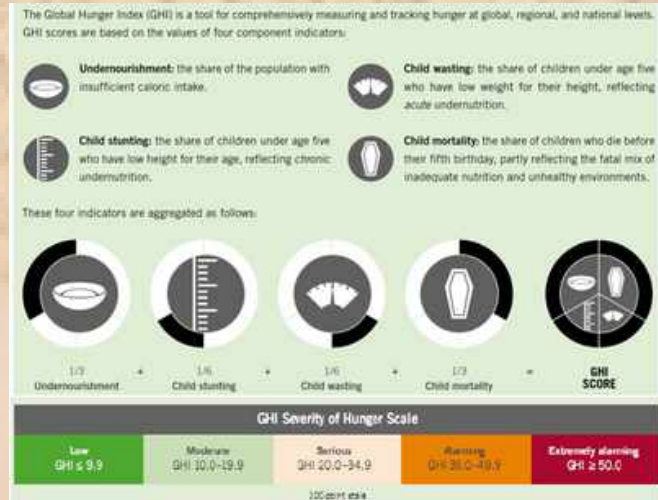 The Global Hunger Index (GHI) is a tool for comprehensively measuring and tracking hunger at global, regional, and national levels.
GHI scores are based on the values of four component indicators:
Undernourishment: the share of the population with
insufficient caloric intake.
Child wasting: the share of children under age five
who have low weight for their height, reflecting
acute undernutrition.
Child stunting: the share of children under age five
who have low height for their age, reflecting chronic
undernutrition.
Child mortality: the share of children who die before
their fifth birthday, partly reflecting the fatal mix of
inadequate nutrition and unhealthy environments.
These four indicators are aggregated as follows:
1/3 + 1/6 + 1/6 + 1/3 = GHI
Undernourishment Child stunting Child wasting Child mortality SCORE
GHI Severity of Hunger Scale
Low Moderate Serious Alarming Extremely alarming
GHI ≤ 9.9 GHI 10.0–19.9 GHI 20.0–34.9 GHI 35.0–49.9 GHI ≥ 50.0
100-point scale